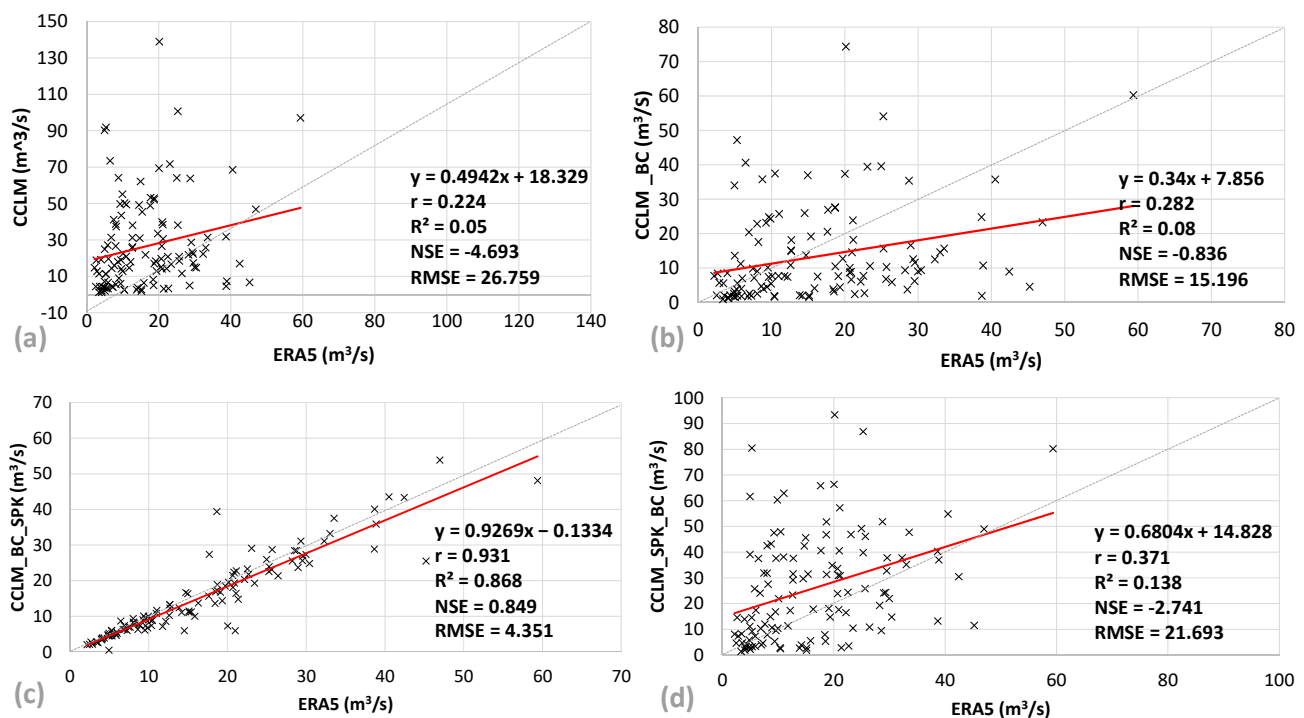 150
130
110
90
70
50
30
10
-10
CCLM (m^3/s)
y = 0.4942x + 18.329
r = 0.224
R² = 0.05
NSE = -4.693
RMSE = 26.759
0 20 40 60 80 100 120 140
(a)
ERA5 (m³/s)
80
70
60
50
40
30
20
10
0
CCLM _BC (m³/s)
y = 0.34x + 7.856
r = 0.282
R² = 0.08
NSE = -0.836
RMSE = 15.196
0 10 20 30 40 50 60 70 80
(b)
ERA5 (m³/s)
70
60
50
40
30
20
10
0
CCLM_BC_SPK (m³/s)
y = 0.9269x – 0.1334
r = 0.931
R² = 0.868
NSE = 0.849
RMSE = 4.351
0 10 20 30 40 50 60 70
(c)
ERA5 (m³/s)
100
90
80
70
60
50
40
30
20
10
0
CCLM_SPK_BC (m³/s)
y = 0.6804x + 14.828
r = 0.371
R² = 0.138
NSE = -2.741
RMSE = 21.693
0 20 40 60 80 100
(d)
ERA5 (m³/s)